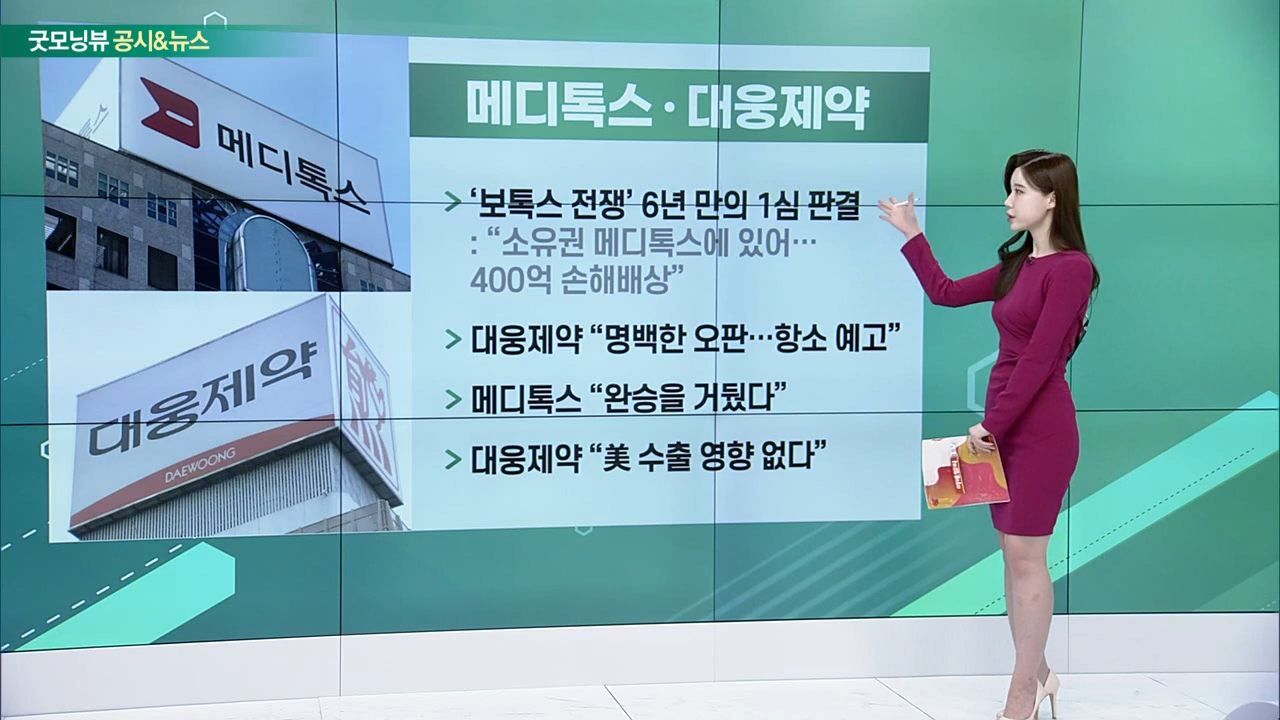 굿모닝뷰 공시&뉴스
메디톡스
대웅제약
DAEWOONG
熊
메디톡스·대웅제약
> ‘보톡스 전쟁’ 6년 만의 1심 판결
: “소유권 메디톡스에 있어…
400억 손해배상”
> 대웅제약 “명백한 오판…항소 예고”
> 메디톡스 “완승을 거뒀다”
> 대웅제약 “美 수출 영향 없다”